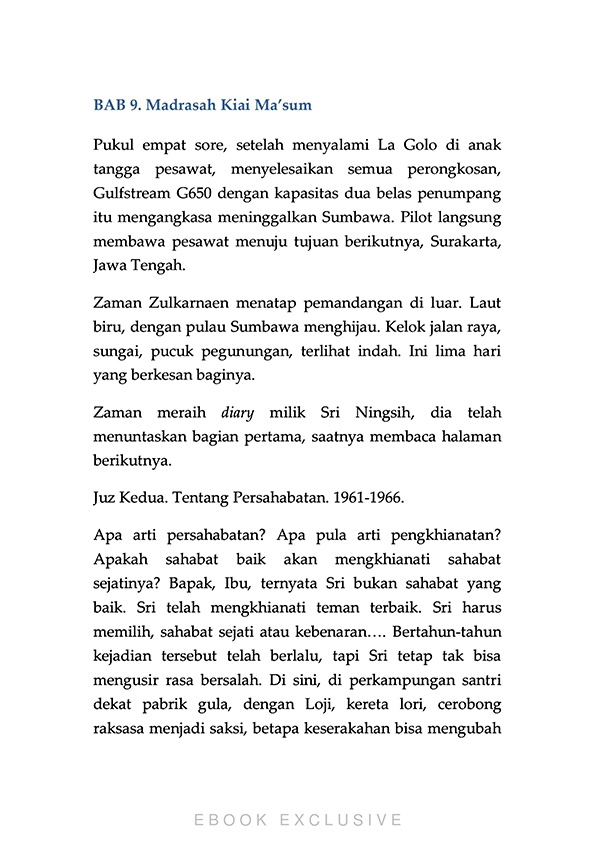 BAB 9. Madrasah Kiai Ma’sum
Pukul empat sore, setelah menyalami La Golo di anak
tangga pesawat, menyelesaikan semua perongkosan,
Gulfstream G650 dengan kapasitas dua belas penumpang
itu mengangkasa meninggalkan Sumbawa. Pilot langsung
membawa pesawat menuju tujuan berikutnya, Surakarta,
Jawa Tengah.
Zaman Zulkarnaen menatap pemandangan di luar. Laut
biru, dengan pulau Sumbawa menghijau. Kelok jalan raya,
sungai, pucuk pegunungan, terlihat indah. Ini lima hari
yang berkesan baginya.
Zaman meraih diary milik Sri Ningsih, dia telah
menuntaskan bagian pertama, saatnya membaca halaman
berikutnya.
Juz Kedua. Tentang Persahabatan. 1961-1966.
Apa arti persahabatan? Apa pula arti pengkhianatan?
Apakah sahabat baik akan mengkhianati sahabat
sejatinya? Bapak, Ibu, ternyata Sri bukan sahabat yang
baik. Sri telah mengkhianati teman terbaik. Sri harus
memilih, sahabat sejati atau kebenaran…. Bertahun-tahun
kejadian tersebut telah berlalu, tapi Sri tetap tak bisa
mengusir rasa bersalah. Di sini, di perkampungan santri
dekat pabrik gula, dengan Loji, kereta lori, cerobong
raksasa menjadi saksi, betapa keserakahan bisa mengubah
EBOOK EXCLUSIVE